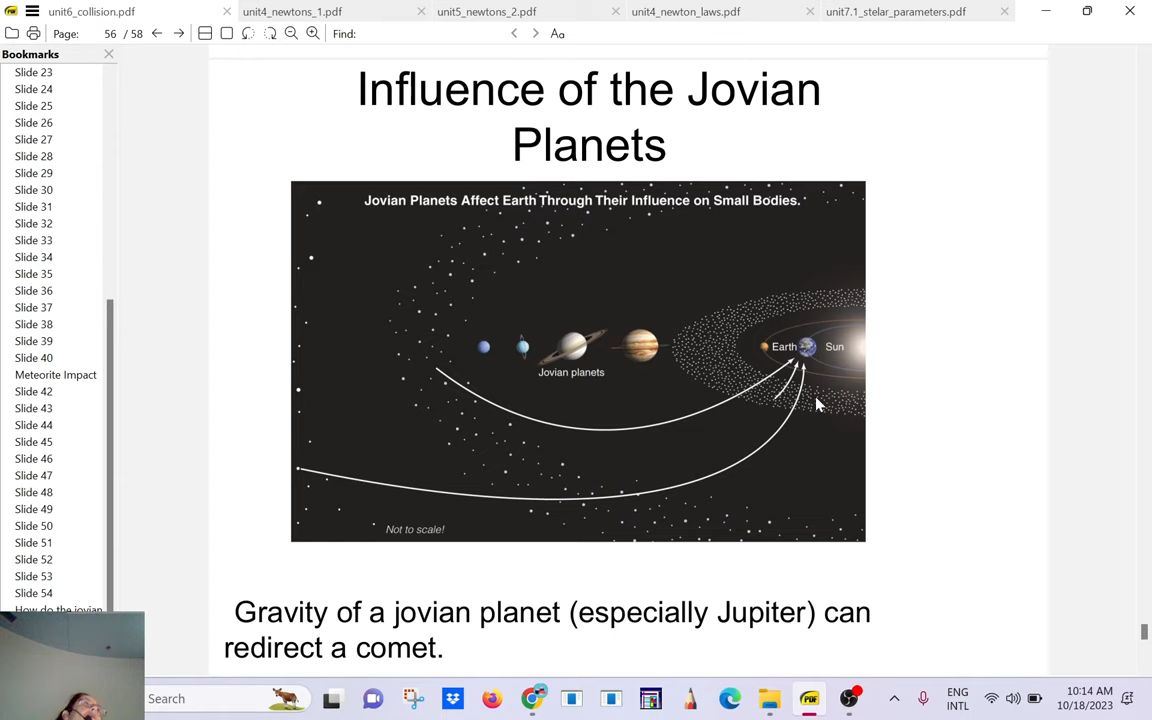 unit6_collision.pdf
unit4_newtons_1.pdf
unit5_newtons_2.pdf
unit4_newton_laws.pdf
unit7.1_stelar_parameters.pdf
Page: 56 / 58
Find:
Aa
Bookmarks
Slide 23
Slide 24
Slide 25
Slide 26
Slide 27
Slide 28
Slide 29
Slide 30
Slide 31
Slide 32
Slide 33
Slide 34
Slide 35
Slide 36
Slide 37
Slide 38
Slide 39
Slide 40
Meteorite Impact
Slide 42
Slide 43
Slide 44
Slide 45
Slide 46
Slide 47
Slide 48
Slide 49
Slide 50
Slide 51
Slide 52
Slide 53
Slide 54
How do the jovian
Influence of the Jovian
Planets
Jovian Planets Affect Earth Through Their Influence on Small Bodies.
Earth
Sun
Jovian planets
Not to scale!
Gravity of a jovian planet (especially Jupiter) can
redirect a comet.
Search
PDF
ENG
INTL
10:14 AM
10/18/2023